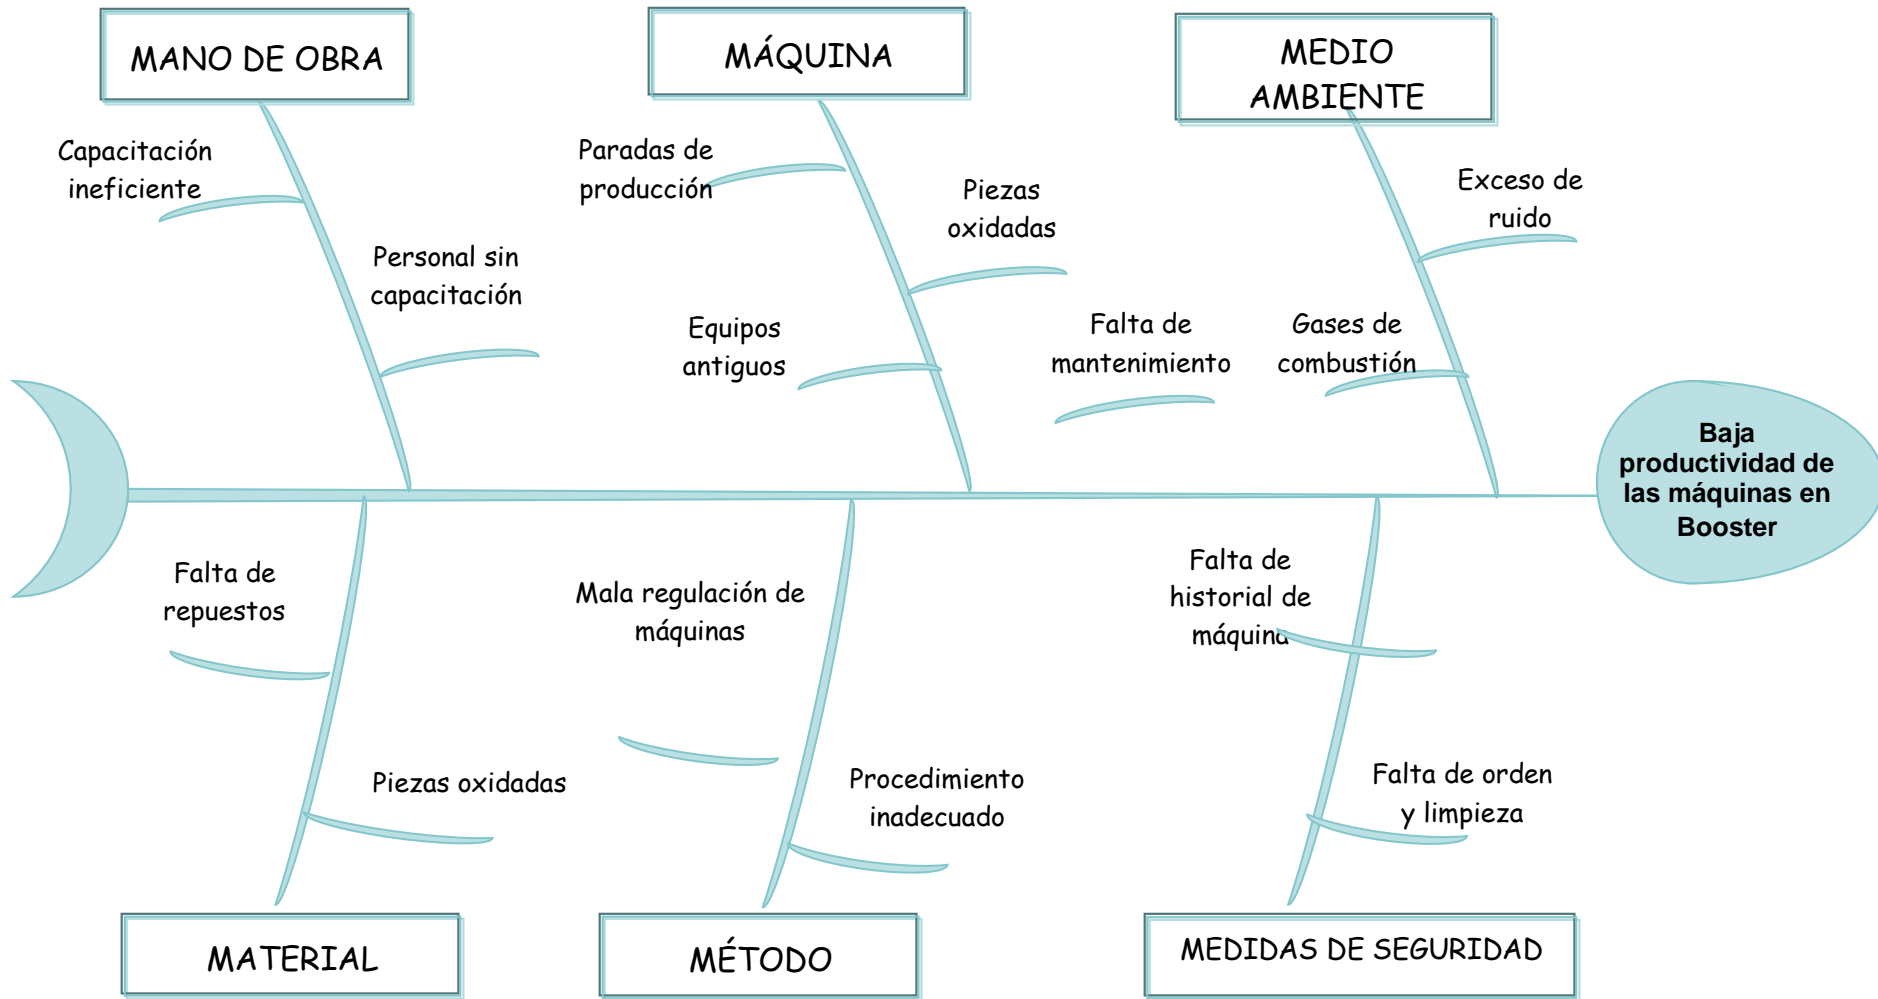 MANO DE OBRA
MÁQUINA
MEDIO
AMBIENTE
Capacitación
ineficiente
Personal sin
capacitación
Paradas de
producción
Piezas
oxidadas
Equipos
antiguos
Falta de
mantenimiento
Exceso de
ruido
Gases de
combustión
Baja
productividad de
las máquinas en
Booster
Falta de
repuestos
Piezas oxidadas
Mala regulación de
máquinas
Procedimiento
inadecuado
Falta de
historial de
máquina
Falta de orden
y limpieza
MATERIAL
MÉTODO
MEDIDAS DE SEGURIDAD